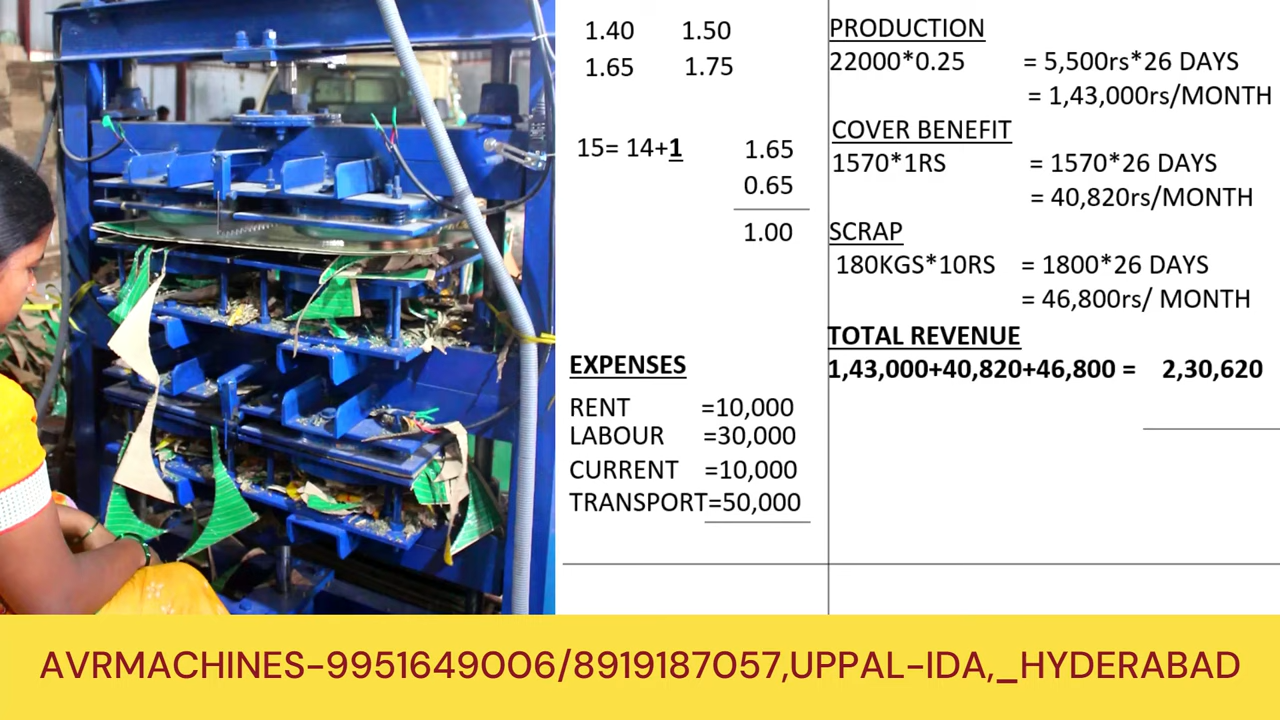 1.40 1.50
1.65 1.75
15= 14+1 1.65
0.65
1.00
EXPENSES
RENT =10,000
LABOUR =30,000
CURRENT =10,000
TRANSPORT=50,000
PRODUCTION
22000*0.25 = 5,500rs*26 DAYS
= 1,43,000rs/MONTH
COVER BENEFIT
1570*1RS = 1570*26 DAYS
= 40,820rs/MONTH
SCRAP
180KGS*10RS = 1800*26 DAYS
= 46,800rs/ MONTH
TOTAL REVENUE
1,43,000+40,820+46,800 = 2,30,620
AVRMACHINES-9951649006/8919187057,UPPAL-IDA,_HYDERABAD